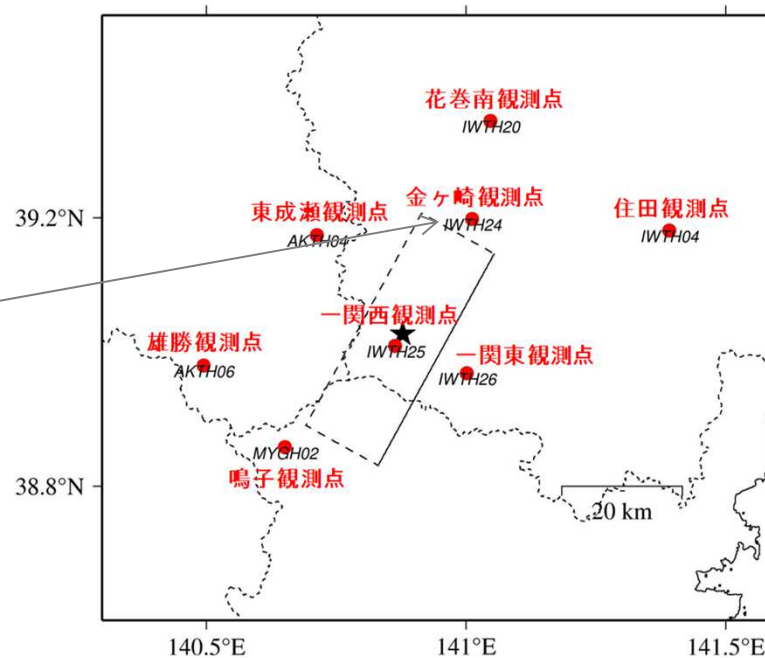 花巻南観測点
IWTH20
金ヶ崎観測点
IWTH24
東成瀬観測点
AKTH04
住田観測点
IWTH04
39.2°N
一関西観測点
IWTH25
雄勝観測点
AKTH06
一関東観測点
IWTH26
MYGH02
鳴子観測点
38.8°N
20 km
140.5°E
141°E
141.5°E